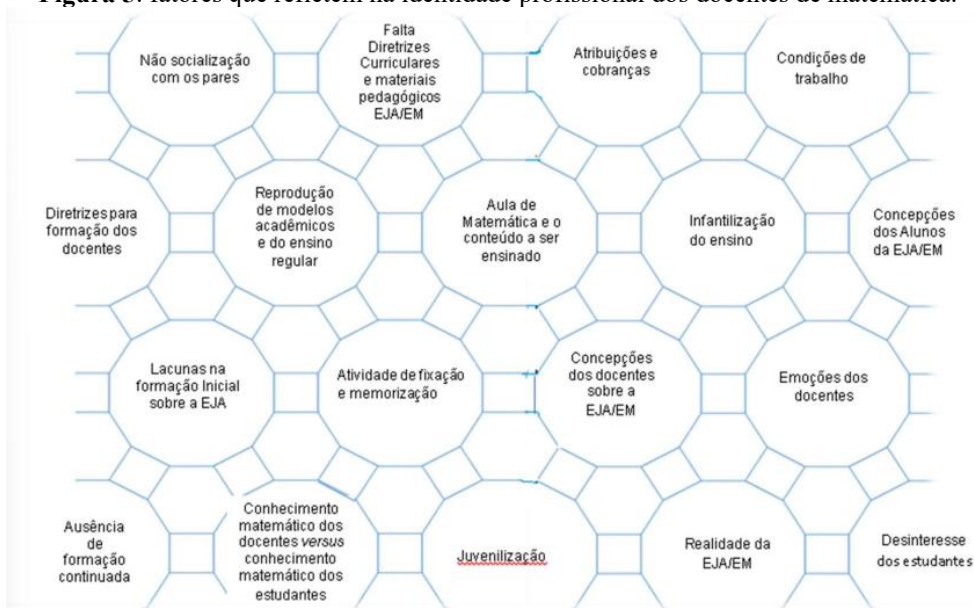 Figura 5: fatores que refletem na identidade profissional dos docentes de matemática.
Não socialização
com os pares
Falta
Diretrizes
Curriculares
e materiais
pedagógicos
EJA/EM
Atribuições e
cobranças
Condições de
trabalho
Diretrizes para
formação dos
docentes
Reprodução
de modelos
acadêmicos
e do ensino
regular
Aula de
Matemática e o
conteúdo a ser
ensinado
Infantilização
do ensino
Concepções
dos Alunos
da EJA/EM
Lacunas na
formação Inicial
sobre a EJA
Atividade de fixação
e memorização
Concepções
dos docentes
sobre a
EJA/EM
Emoções dos
docentes
Ausência
de
formação
continuada
Conhecimento
matemático dos
docentes versus
conhecimento
matemático dos
estudantes
Juvenilização
Realidade da
EJA/EM
Desinteresse
dos estudantes